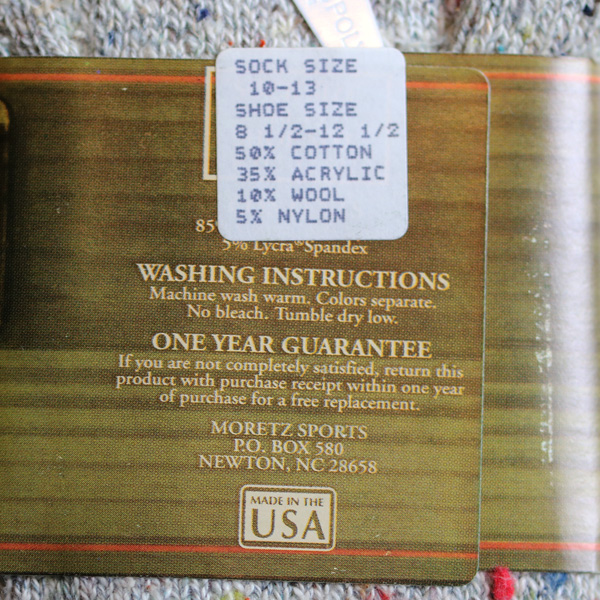 SOCK SIZE
10-13
SHOE SIZE
8 1/2-12 1/2
50% COTTON
35% ACRYLIC
10% WOOL
5% NYLON
5% Lycra® Spandex
WASHING INSTRUCTIONS
Machine wash warm. Colors separate.
No bleach. Tumble dry low.
ONE YEAR GUARANTEE
If you are not completely satisfied, return this
product with purchase receipt within one year
of purchase for a free replacement.
MORETZ SPORTS
P.O. BOX 580
NEWTON, NC 28658
MADE IN THE
USA